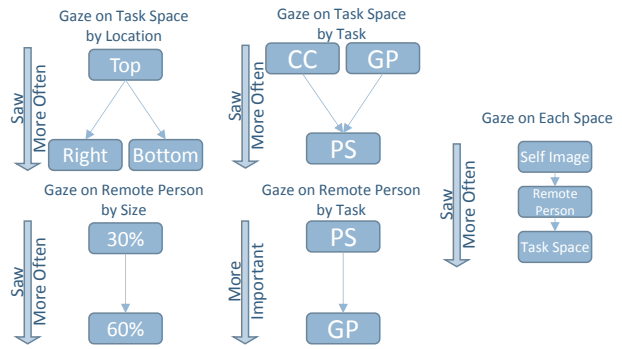 Gaze on Task Space
by Location
Saw
More Often
Top
Right
Bottom
Gaze on Task Space
by Task
Saw
More Often
CC
GP
PS
Gaze on Remote Person
by Size
Saw
More Often
30%
60%
Gaze on Remote Person
by Task
More
Important
PS
GP
Gaze on Each Space
Saw
More Often
Self Image
Remote
Person
Task Space